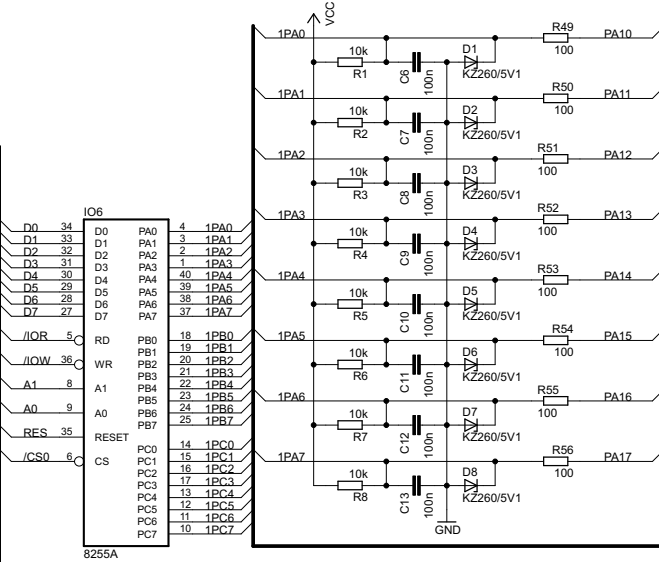 VCC
1PA0
R49
100
PA10
10k
R1
C6
100n
D1
KZ260/5V1
1PA1
R50
100
PA11
10k
R2
C7
100n
D2
KZ260/5V1
1PA2
R51
100
PA12
10k
R3
C8
100n
D3
KZ260/5V1
1PA3
R52
100
PA13
10k
R4
C9
100n
D4
KZ260/5V1
1PA4
R53
100
PA14
10k
R5
C10
100n
D5
KZ260/5V1
1PA5
R54
100
PA15
10k
R6
C11
100n
D6
KZ260/5V1
1PA6
R55
100
PA16
10k
R7
C12
100n
D7
KZ260/5V1
1PA7
R56
100
PA17
10k
R8
C13
100n
D8
KZ260/5V1
GND
IO6
D0 34 D0 PA0 4 1PA0
D1 33 D1 PA1 3 1PA1
D2 32 D2 PA2 2 1PA2
D3 31 D3 PA3 1 1PA3
D4 30 D4 PA4 40 1PA4
D5 29 D5 PA5 39 1PA5
D6 28 D6 PA6 38 1PA6
D7 27 D7 PA7 37 1PA7
/IOR 5 RD PB0 18 1PB0
PB1 19 1PB1
/IOW 36 WR PB2 20 1PB2
PB3 21 1PB3
A1 8 A1 PB4 22 1PB4
PB5 23 1PB5
A0 9 A0 PB6 24 1PB6
PB7 25 1PB7
RES 35 RESET
PC0 14 1PC0
/CS0 6 CS PC1 15 1PC1
PC2 16 1PC2
PC3 17 1PC3
PC4 13 1PC4
PC5 12 1PC5
PC6 11 1PC6
PC7 10 1PC7
8255A